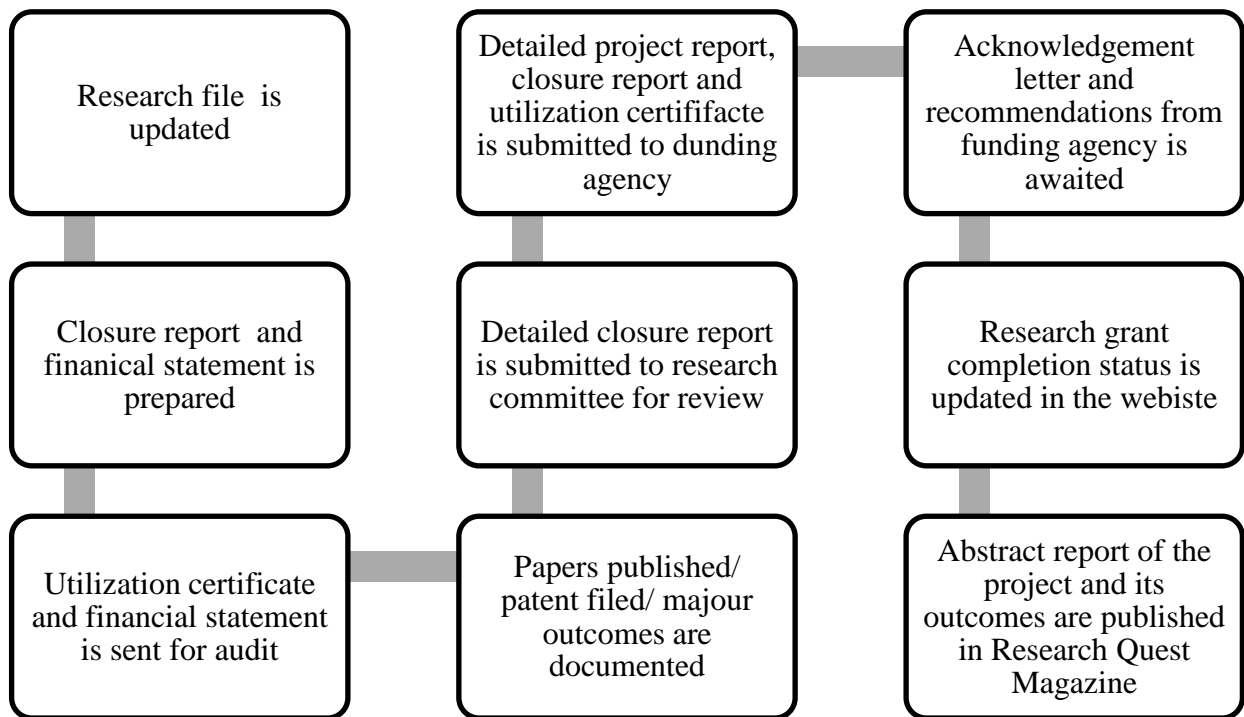 Research file  is
updated
Closure report  and
finanical statement is
prepared
Utilization certificate
and financial statement
is sent for audit
Papers published/
patent filed/ majour
outcomes are
documented
Detailed closure report
is submitted to research
committee for review
Detailed project report,
closure report and
utilization certififacte
is submitted to dunding
agency
Acknowledgement
letter and
recommendations from
funding agency is
awaited
Research grant
completion status is
updated in the webiste
Abstract report of the
project and its
outcomes are published
in Research Quest
Magazine